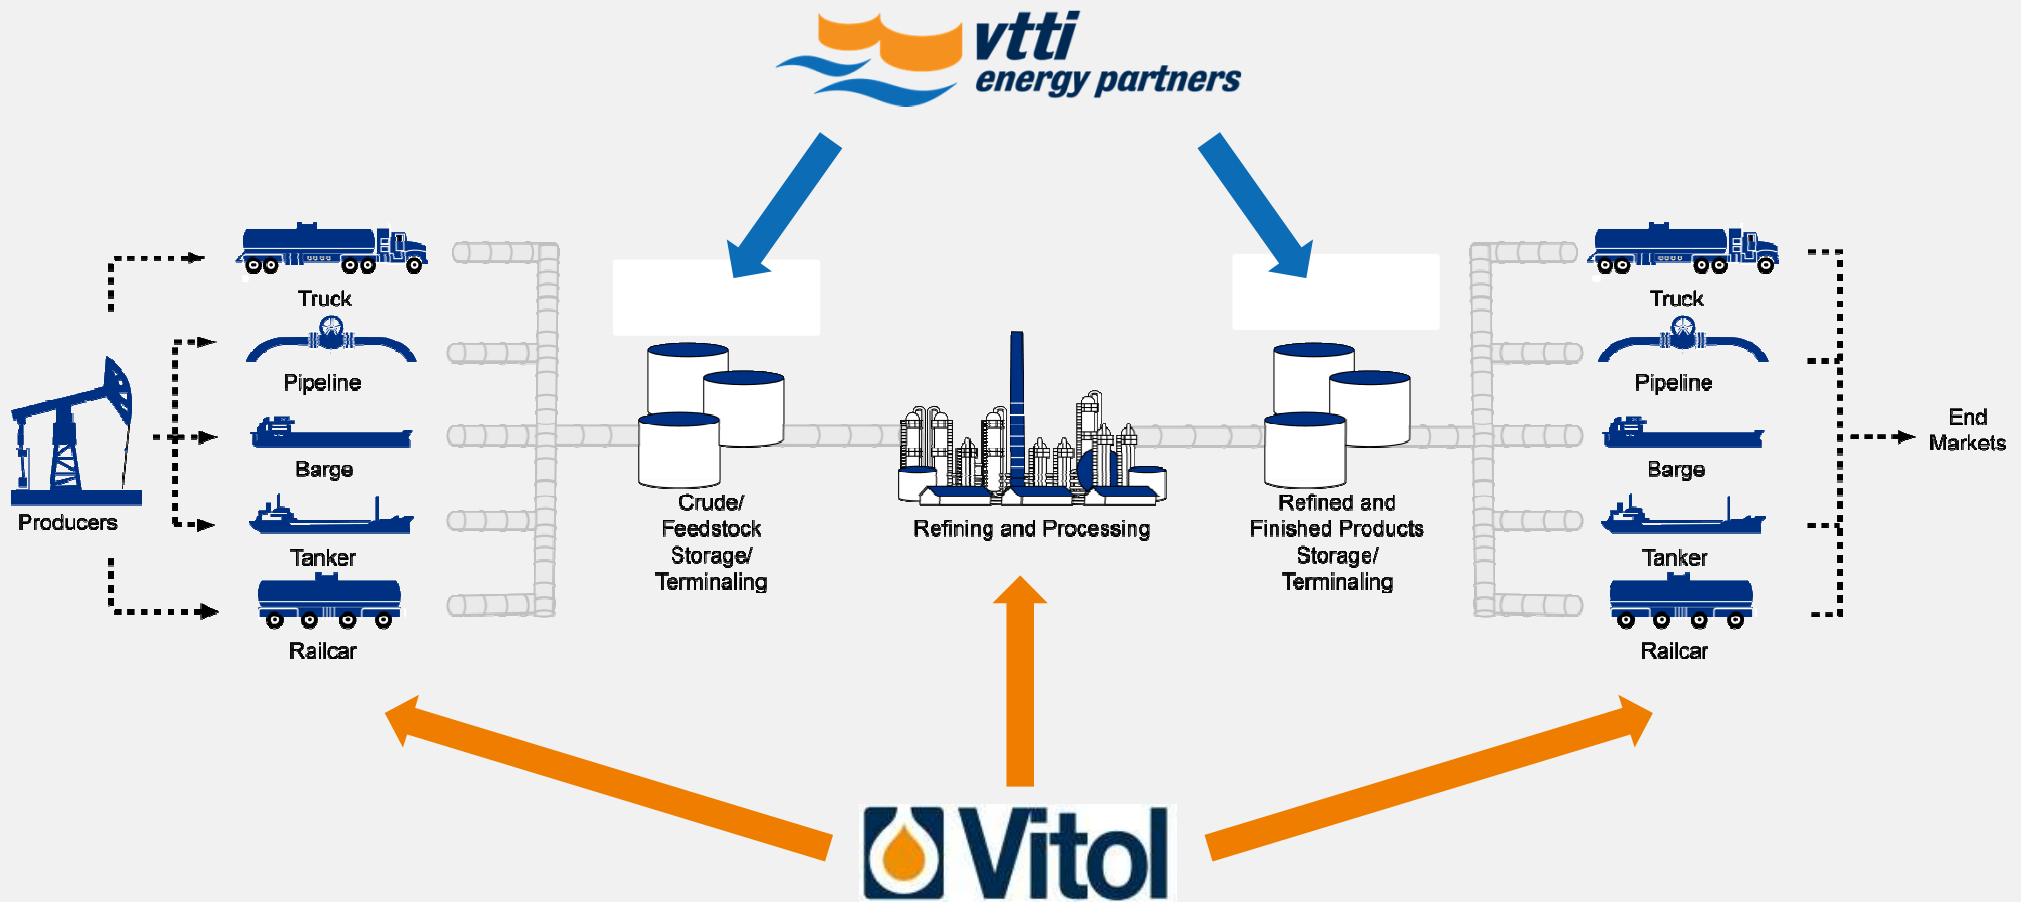 vtti
energy partners
Truck
Pipeline
Barge
Tanker
Railcar
Producers
Crude/
Feedstock
Storage/
Terminaling
Refining and Processing
Refined and
Finished Products
Storage/
Terminaling
Truck
Pipeline
Barge
Tanker
Railcar
End
Markets
Vitol